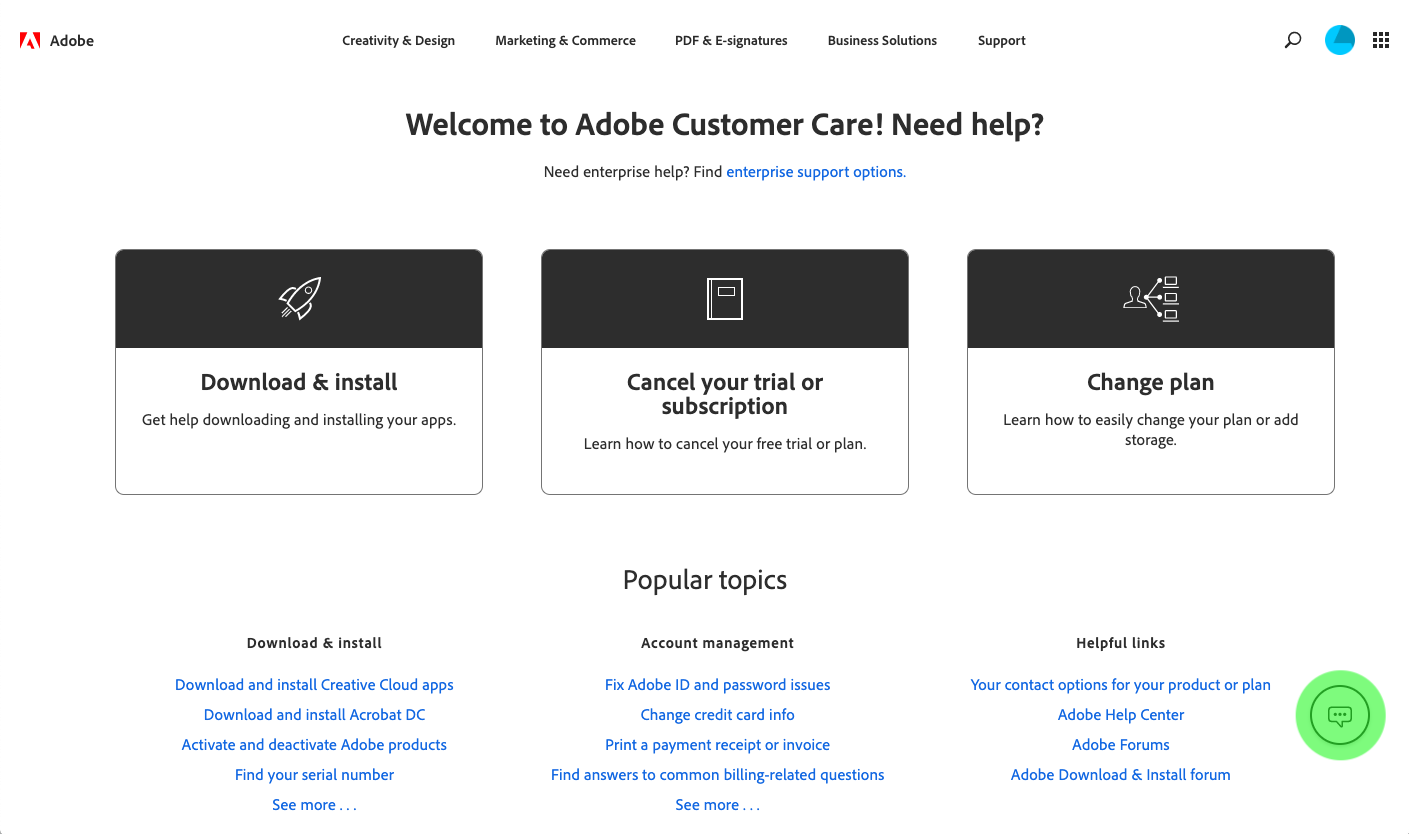 Adobe
Creativity & Design
Marketing & Commerce
PDF & E-signatures
Business Solutions
Support
Welcome to Adobe Customer Care! Need help?
Need enterprise help? Find enterprise support options.
Download & install
Get help downloading and installing your apps.
Cancel your trial or
subscription
Learn how to cancel your free trial or plan.
Change plan
Learn how to easily change your plan or add
storage.
Popular topics
Download & install
Download and install Creative Cloud apps
Download and install Acrobat DC
Activate and deactivate Adobe products
Find your serial number
See more . . .
Account management
Fix Adobe ID and password issues
Change credit card info
Print a payment receipt or invoice
Find answers to common billing-related questions
See more . . .
Helpful links
Your contact options for your product or plan
Adobe Help Center
Adobe Forums
Adobe Download & Install forum